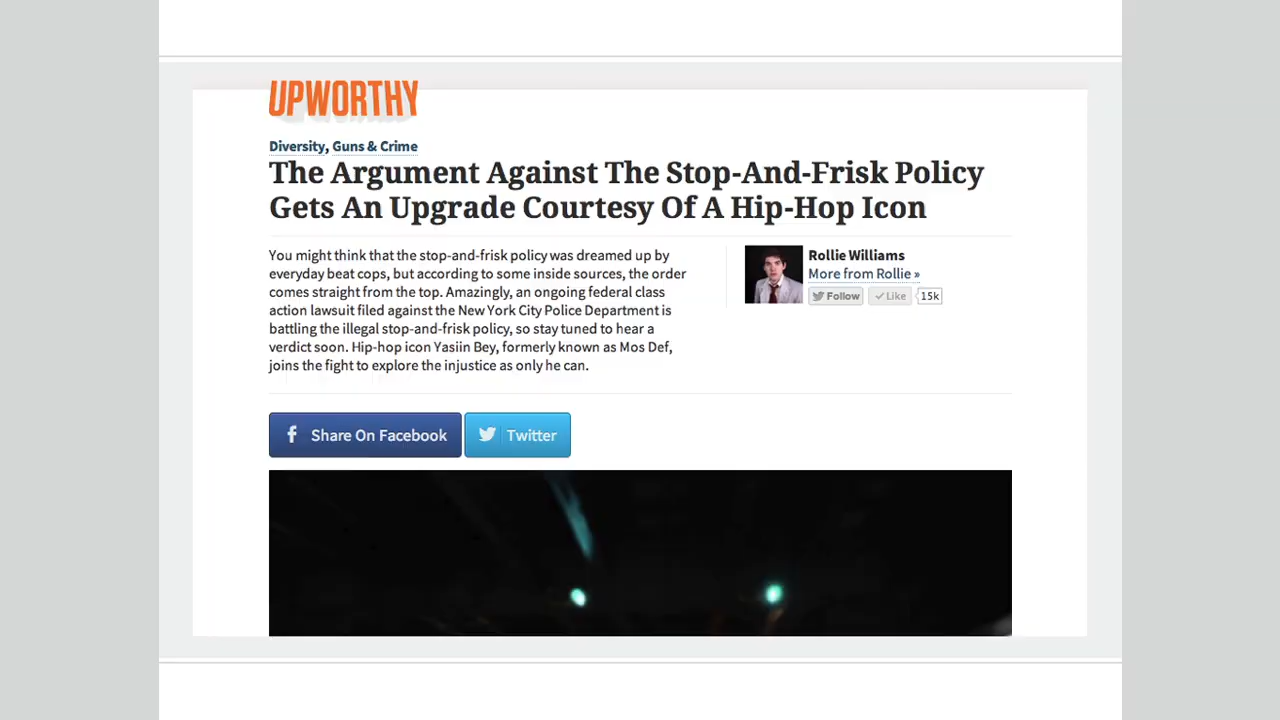 UPWORTHY
Diversity, Guns & Crime
The Argument Against The Stop-And-Frisk Policy
Gets An Upgrade Courtesy Of A Hip-Hop Icon
You might think that the stop-and-frisk policy was dreamed up by
everyday beat cops, but according to some inside sources, the order
comes straight from the top. Amazingly, an ongoing federal class
action lawsuit filed against the New York City Police Department is
battling the illegal stop-and-frisk policy, so stay tuned to hear a
verdict soon. Hip-hop icon Yasiin Bey, formerly known as Mos Def,
joins the fight to explore the injustice as only he can.
Rollie Williams
More from Rollie »
Follow Like 15k
Share On Facebook Twitter